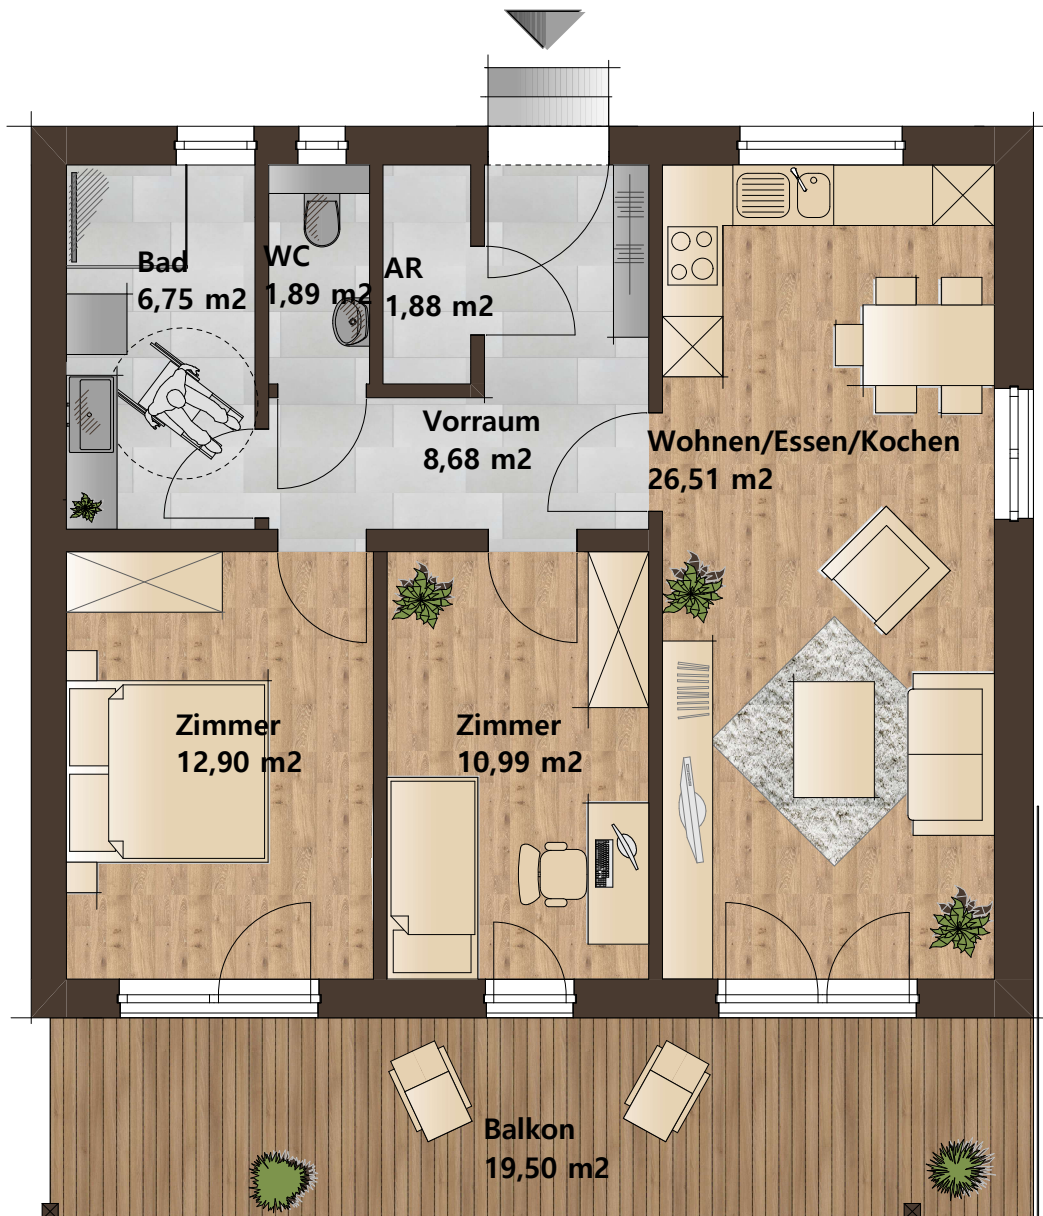 Bad
6,75 m2
WC
1,89 m2
AR
1,88 m2
Vorraum
8,68 m2
Wohnen/Essen/Kochen
26,51 m2
Zimmer
12,90 m2
Zimmer
10,99 m2
Balkon
19,50 m2